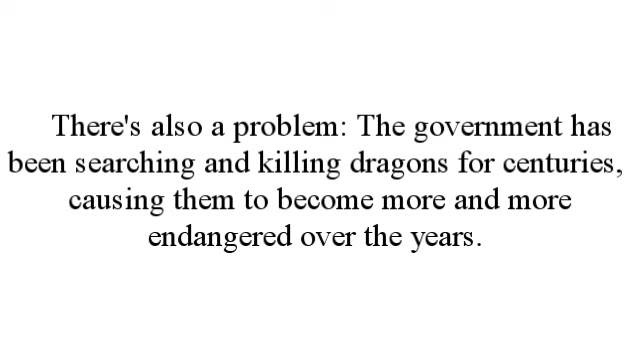 There's also a problem: The government has
been searching and killing dragons for centuries,
causing them to become more and more
endangered over the years.